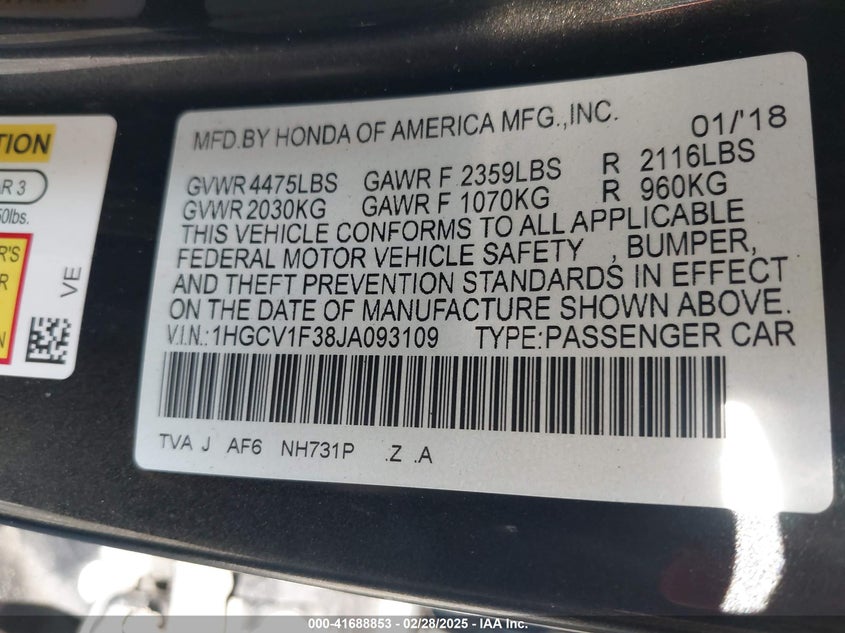 TION
AR 3
50lbs.
R'S
R
N
VE
MFD.BY HONDA OF AMERICA MFG.,INC. 01/'18
GVWR 4475LBS GAWR F 2359LBS R 2116LBS
GVWR 2030KG GAWR F 1070KG R 960KG
THIS VEHICLE CONFORMS TO ALL APPLICABLE
FEDERAL MOTOR VEHICLE SAFETY , BUMPER,
AND THEFT PREVENTION STANDARDS IN EFFECT
ON THE DATE OF MANUFACTURE SHOWN ABOVE.
V.I.N.:1HGCV1F38JA093109 TYPE:PASSENGER CAR
TVA J AF6 NH731P .Z .A
000-41688853 - 02/28/2025 - IAA Inc.